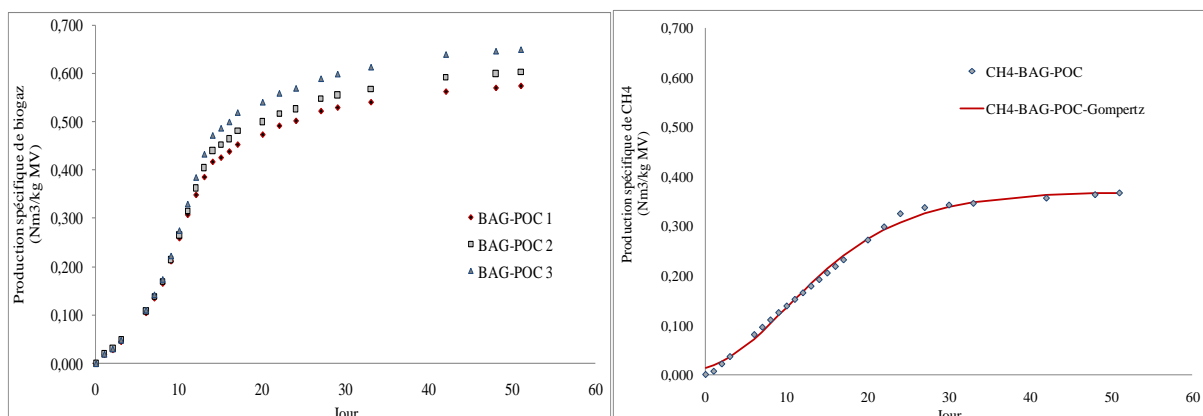 Production spécifique de biogaz
(Nm3/kg MV)
0,700
0,600
0,500
0,400
0,300
0,200
0,100
0,000
BAG-POC 1
BAG-POC 2
BAG-POC 3
0
10
20
30
40
50
60
Jour
Production spécifique de CH4
(Nm3/kg MV)
0,700
0,600
0,500
0,400
0,300
0,200
0,100
0,000
CH4-BAG-POC
CH4-BAG-POC-Gompertz
0
10
20
30
40
50
60
Jour